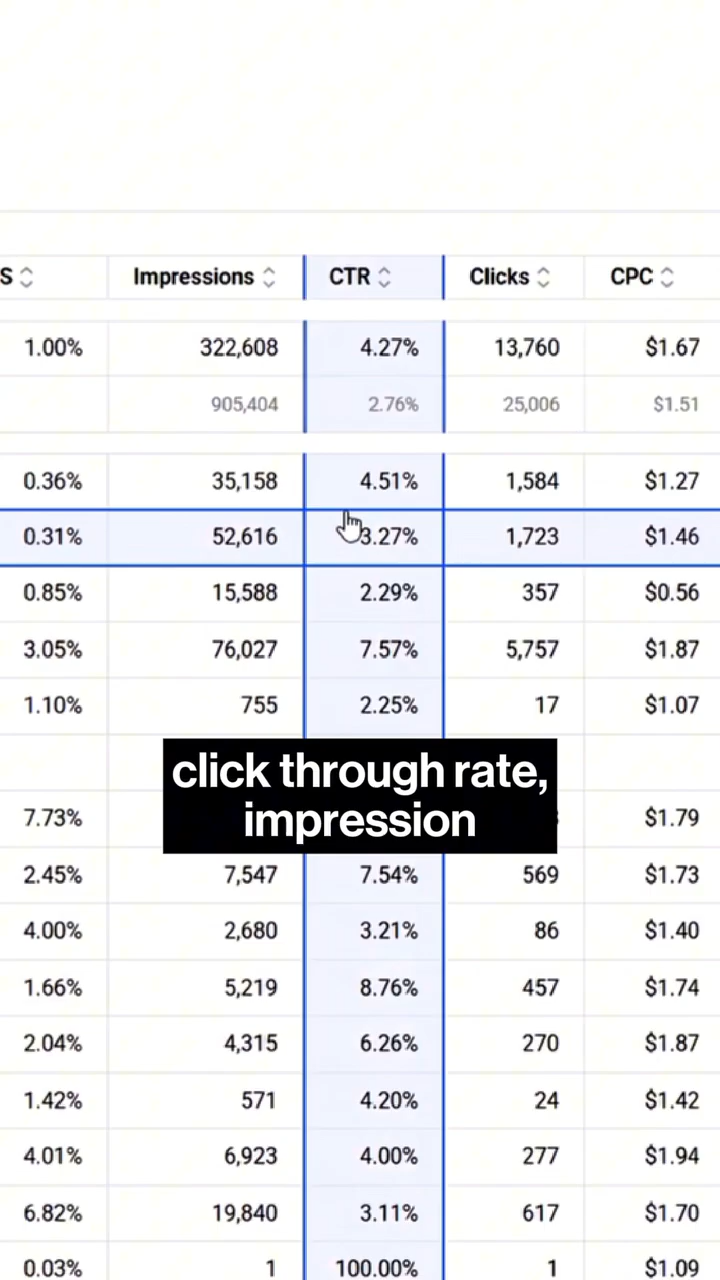 S Impressions CTR Clicks CPC
1.00% 322,608 4.27% 13,760 $1.67
905,404 2.76% 25,006 $1.51
0.36% 35,158 4.51% 1,584 $1.27
0.31% 52,616 3.27% 1,723 $1.46
0.85% 15,588 2.29% 357 $0.56
3.05% 76,027 7.57% 5,757 $1.87
1.10% 755 2.25% 17 $1.07
click through rate,
impression
7.73% $1.79
2.45% 7,547 7.54% 569 $1.73
4.00% 2,680 3.21% 86 $1.40
1.66% 5,219 8.76% 457 $1.74
2.04% 4,315 6.26% 270 $1.87
1.42% 571 4.20% 24 $1.42
4.01% 6,923 4.00% 277 $1.94
6.82% 19,840 3.11% 617 $1.70
0.03% 1 100.00% 1 $1.09